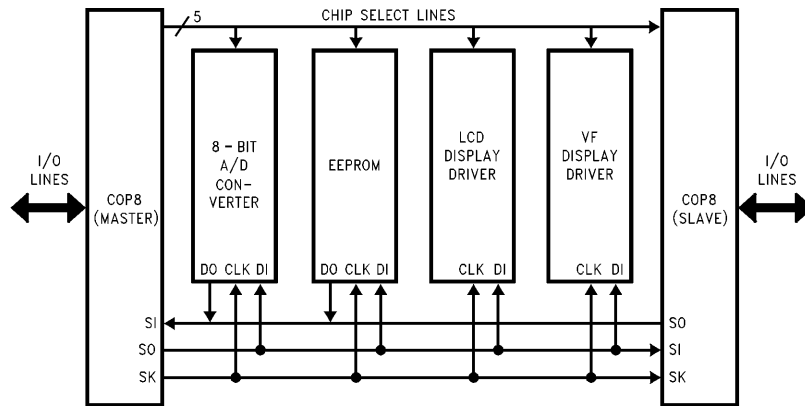 5
CHIP SELECT LINES
I/O
LINES
COP8
(MASTER)
8 - BIT
A/D
CON-
VERTER
DO CLK DI
EEPROM
DO CLK DI
LCD
DISPLAY
DRIVER
CLK DI
VF
DISPLAY
DRIVER
CLK DI
COP8
(SLAVE)
I/O
LINES
SI
SO
SO
SI
SK
SK